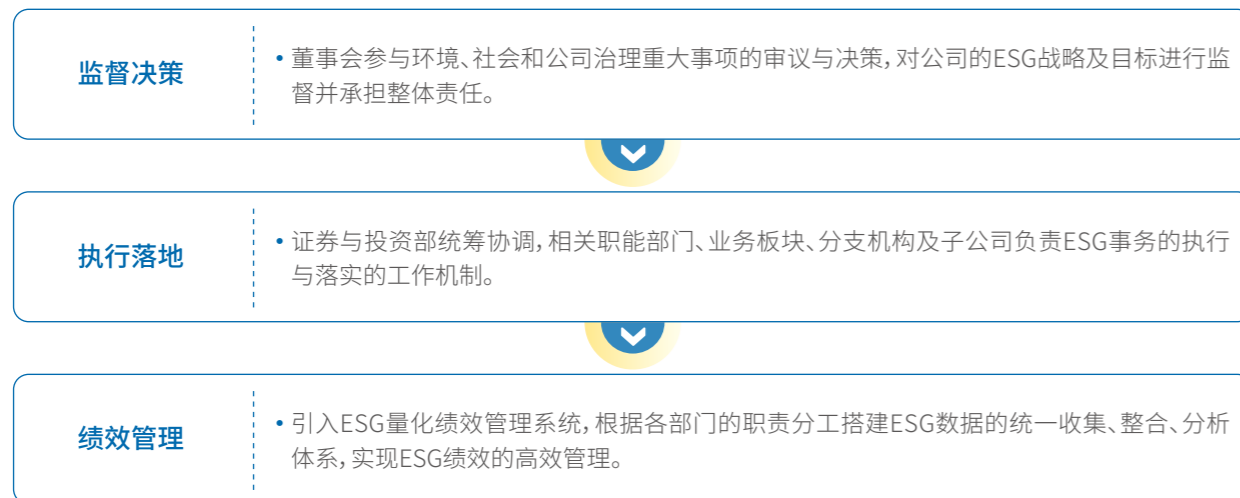 监督决策
• 董事会参与环境、社会和公司治理重大事项的审议与决策，对公司的ESG战略及目标进行监
督并承担整体责任。
执行落地
• 证券与投资部统筹协调，相关职能部门、业务板块、分支机构及子公司负责ESG事务的执行
与落实的工作机制。
绩效管理
• 引入ESG量化绩效管理系统，根据各部门的职责分工搭建ESG数据的统一收集、整合、分析
体系，实现ESG绩效的高效管理。